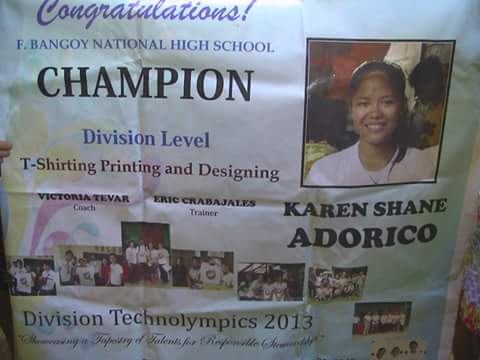 Congratulations!
F. BANGOY NATIONAL HIGH SCHOOL
CHAMPION
Division Level
T-Shirting Printing and Designing
VICTORIA TEVAR
Coach
ERIC CRABAJALES
Trainer
KAREN SHANE
ADORICO
Division Technolympics 2013
"Showcasing a Tapestry of Talents for Responsible Stewardship"